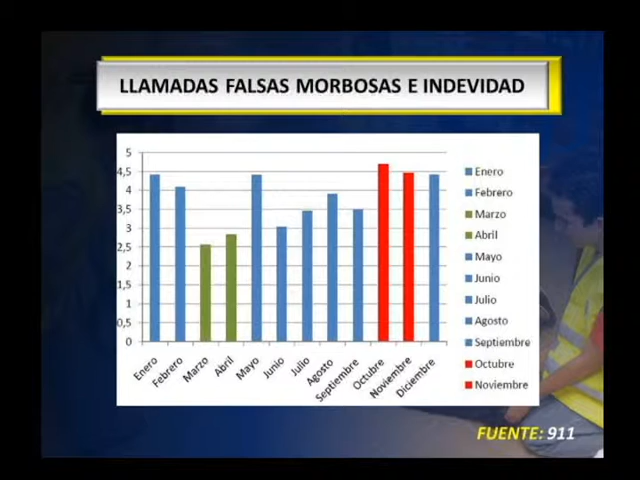 LLAMADAS FALSAS MORBOSAS E INDEVIDAD
5
4,5
4
3,5
3
2,5
2
1,5
1
0,5
0
Enero
Febrero
Marzo
Abril
Mayo
Junio
Julio
Agosto
Septiembre
Octubre
Noviembre
Diciembre
Enero
Febrero
Marzo
Abril
Mayo
Junio
Julio
Agosto
Septiembre
Octubre
Noviembre
FUENTE: 911